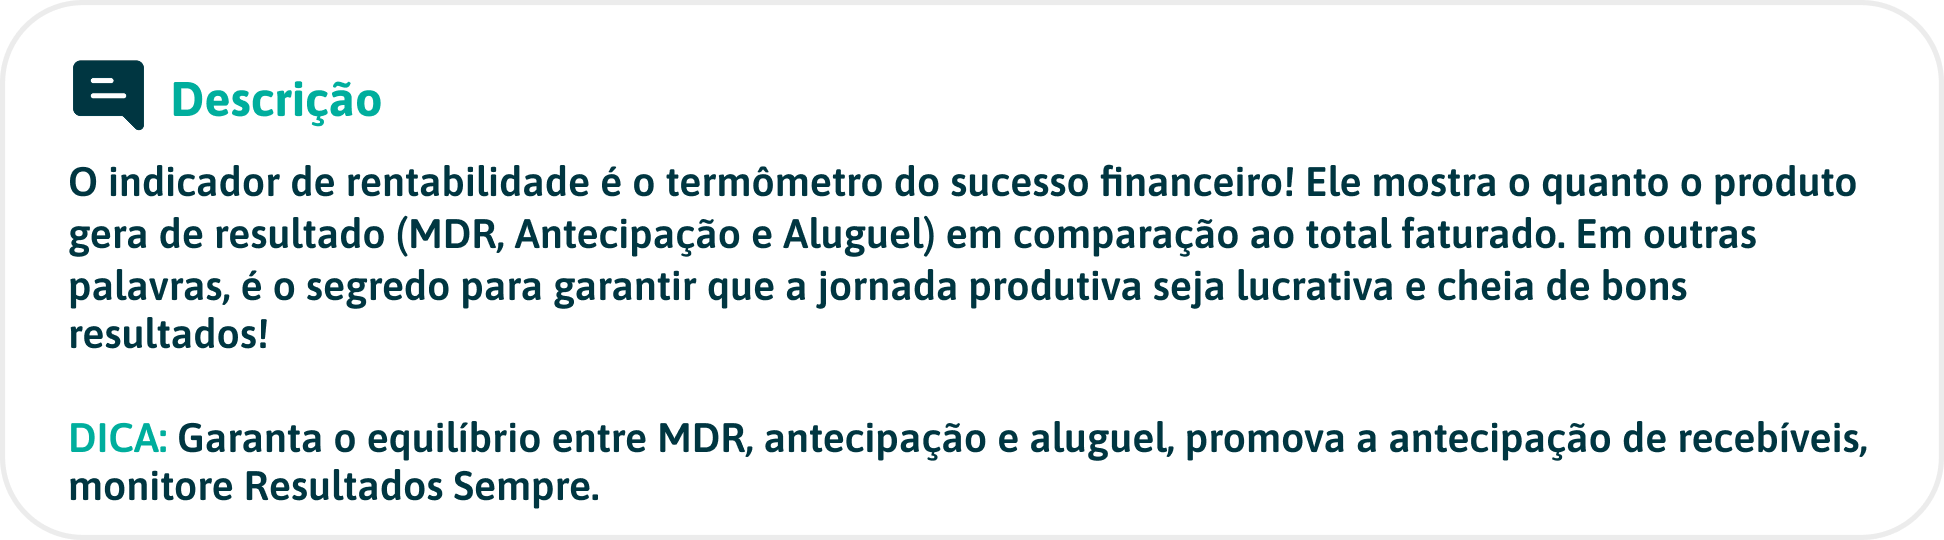 Descrição
O indicador de rentabilidade é o termômetro do sucesso financeiro! Ele mostra o quanto o produto
gera de resultado (MDR, Antecipação e Aluguel) em comparação ao total faturado. Em outras
palavras, é o segredo para garantir que a jornada produtiva seja lucrativa e cheia de bons
resultados!
DICA: Garanta o equilíbrio entre MDR, antecipação e aluguel, promova a antecipação de recebíveis,
monitore Resultados Sempre.